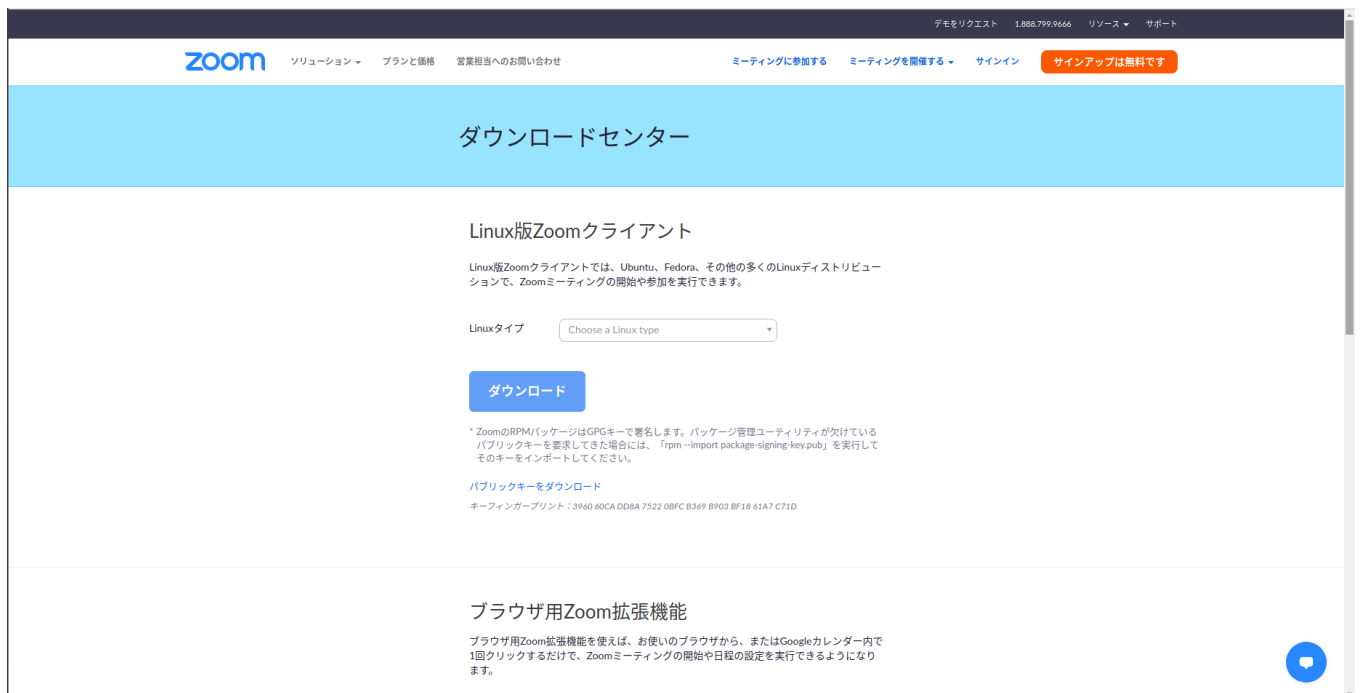 デモをリクエスト 1.888.799.9666 リソース サポート
zoom ソリューション プランと価格 営業担当へのお問い合わせ ミーティングに参加する ミーティングを開催する サインイン サインアップは無料です
ダウンロードセンター
Linux版Zoomクライアント
Linux版Zoomクライアントでは、Ubuntu、Fedora、その他の多くのLinuxディストリビュー
ションで、Zoomミーティングの開始や参加を実行できます。
Linuxタイプ Choose a Linux type
ダウンロード
* ZoomのRPMパッケージはGPGキーで署名します。パッケージ管理ユーティリティが欠けている
パブリックキーを要求してきた場合には、「rpm --import package-signing-key.pub」を実行して
そのキーをインポートしてください。
パブリックキーをダウンロード
キーフィンガープリント：3960 60CA DD8A 7522 0BFC B369 B903 BF18 61A7 C71D
ブラウザ用Zoom拡張機能
ブラウザ用Zoom拡張機能を使えば、お使いのブラウザから、またはGoogleカレンダー内で
1回クリックするだけで、Zoomミーティングの開始や日程の設定を実行できるようになり
ます。